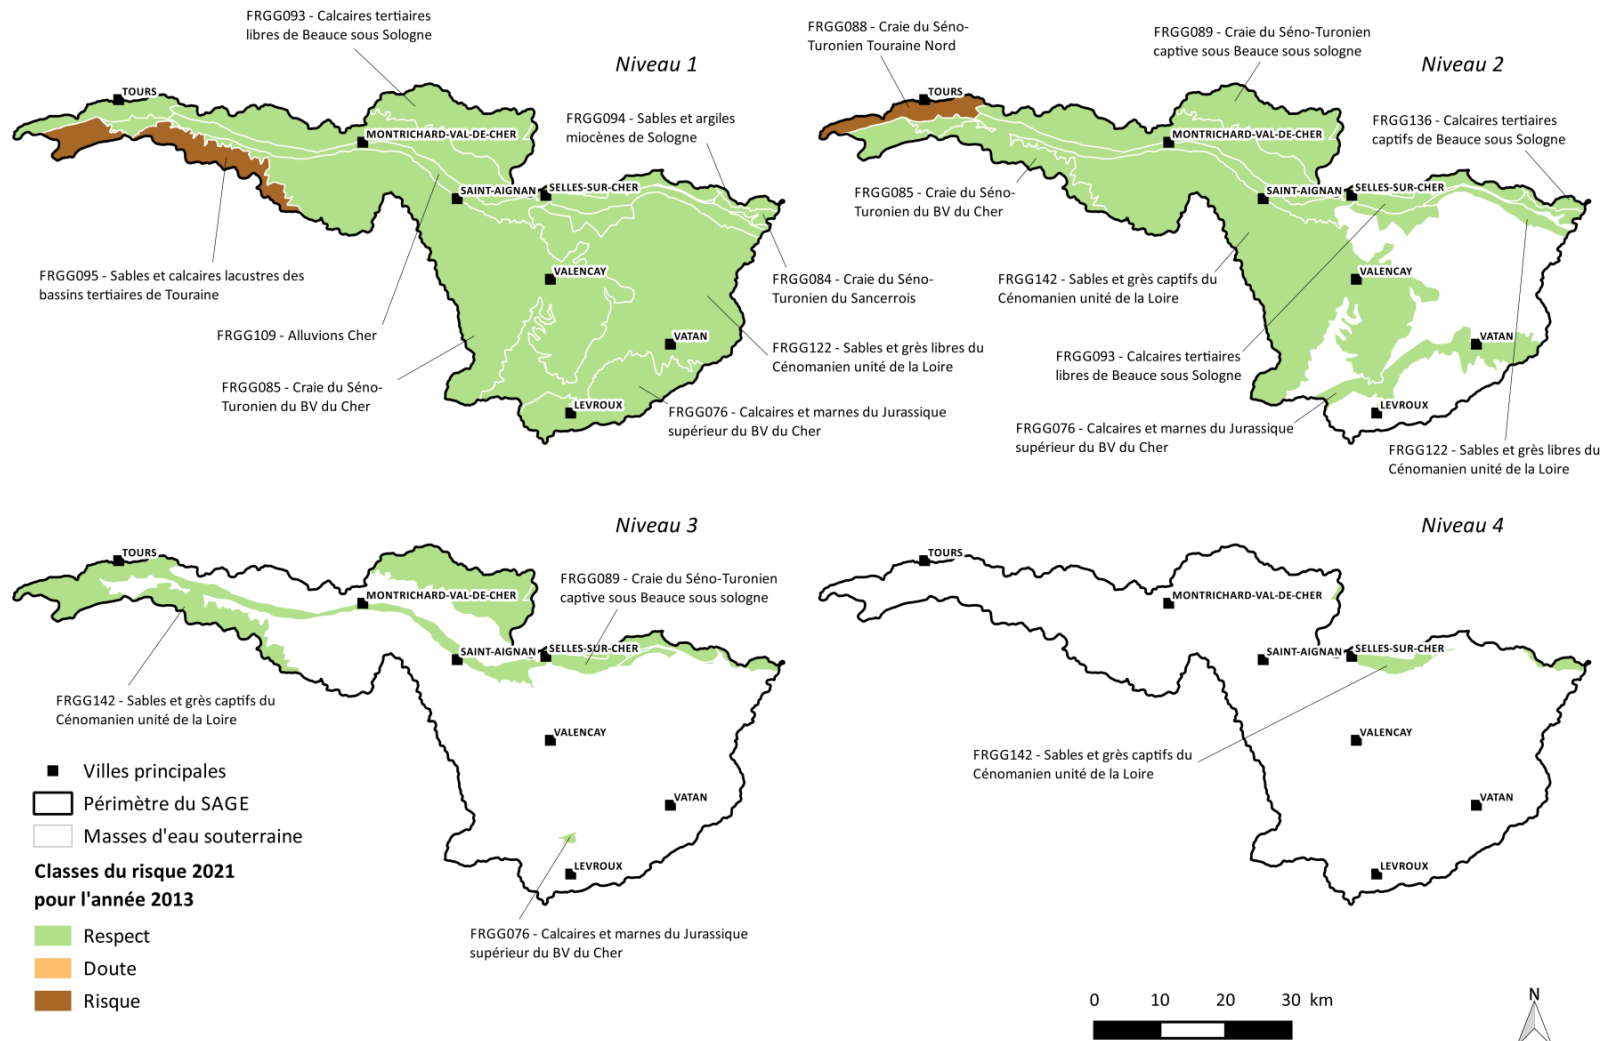 FRGG093 - Calcaires tertiaires
libres de Beauce sous Sologne
Niveau 1
TOURS
MONTRICHARD-VAL-DE-CHER
FRGG094 - Sables et argiles
miocènes de Sologne
SAINT-AIGNAN
SELLES-SUR-CHER
FRGG095 - Sables et calcaires lacustres des
bassins tertiaires de Touraine
VALENCAY
FRGG084 - Craie du Séno-
Turonien du Sancerrois
FRGG109 - Alluvions Cher
VATAN
FRGG122 - Sables et grès libres du
Cénomanien unité de la Loire
FRGG085 - Craie du Séno-
Turonien du BV du Cher
LEVROUX
FRGG076 - Calcaires et marnes du Jurassique
supérieur du BV du Cher
FRGG088 - Craie du Séno-
Turonien Touraine Nord
FRGG089 - Craie du Séno-Turonien
captive sous Beauce sous sologne
Niveau 2
TOURS
MONTRICHARD-VAL-DE-CHER
FRGG136 - Calcaires tertiaires
captifs de Beauce sous Sologne
FRGG085 - Craie du Séno-
Turonien du BV du Cher
SAINT-AIGNAN
SELLES-SUR-CHER
FRGG142 - Sables et grès captifs du
Cénomanien unité de la Loire
VALENCAY
FRGG093 - Calcaires tertiaires
libres de Beauce sous Sologne
VATAN
LEVROUX
FRGG076 - Calcaires et marnes du Jurassique
supérieur du BV du Cher
FRGG122 - Sables et grès libres du
Cénomanien unité de la Loire
Niveau 3
TOURS
MONTRICHARD-VAL-DE-CHER
FRGG089 - Craie du Séno-Turonien
captive sous Beauce sous sologne
SAINT-AIGNAN
SELLES-SUR-CHER
FRGG142 - Sables et grès captifs du
Cénomanien unité de la Loire
VALENCAY
VATAN
LEVROUX
FRGG076 - Calcaires et marnes du Jurassique
supérieur du BV du Cher
Niveau 4
TOURS
MONTRICHARD-VAL-DE-CHER
SAINT-AIGNAN
SELLES-SUR-CHER
FRGG142 - Sables et grès captifs du
Cénomanien unité de la Loire
VALENCAY
VATAN
LEVROUX
Villes principales
Périmètre du SAGE
Masses d'eau souterraine
Classes du risque 2021
pour l'année 2013
Respect
Doute
Risque
0 10 20 30 km
N